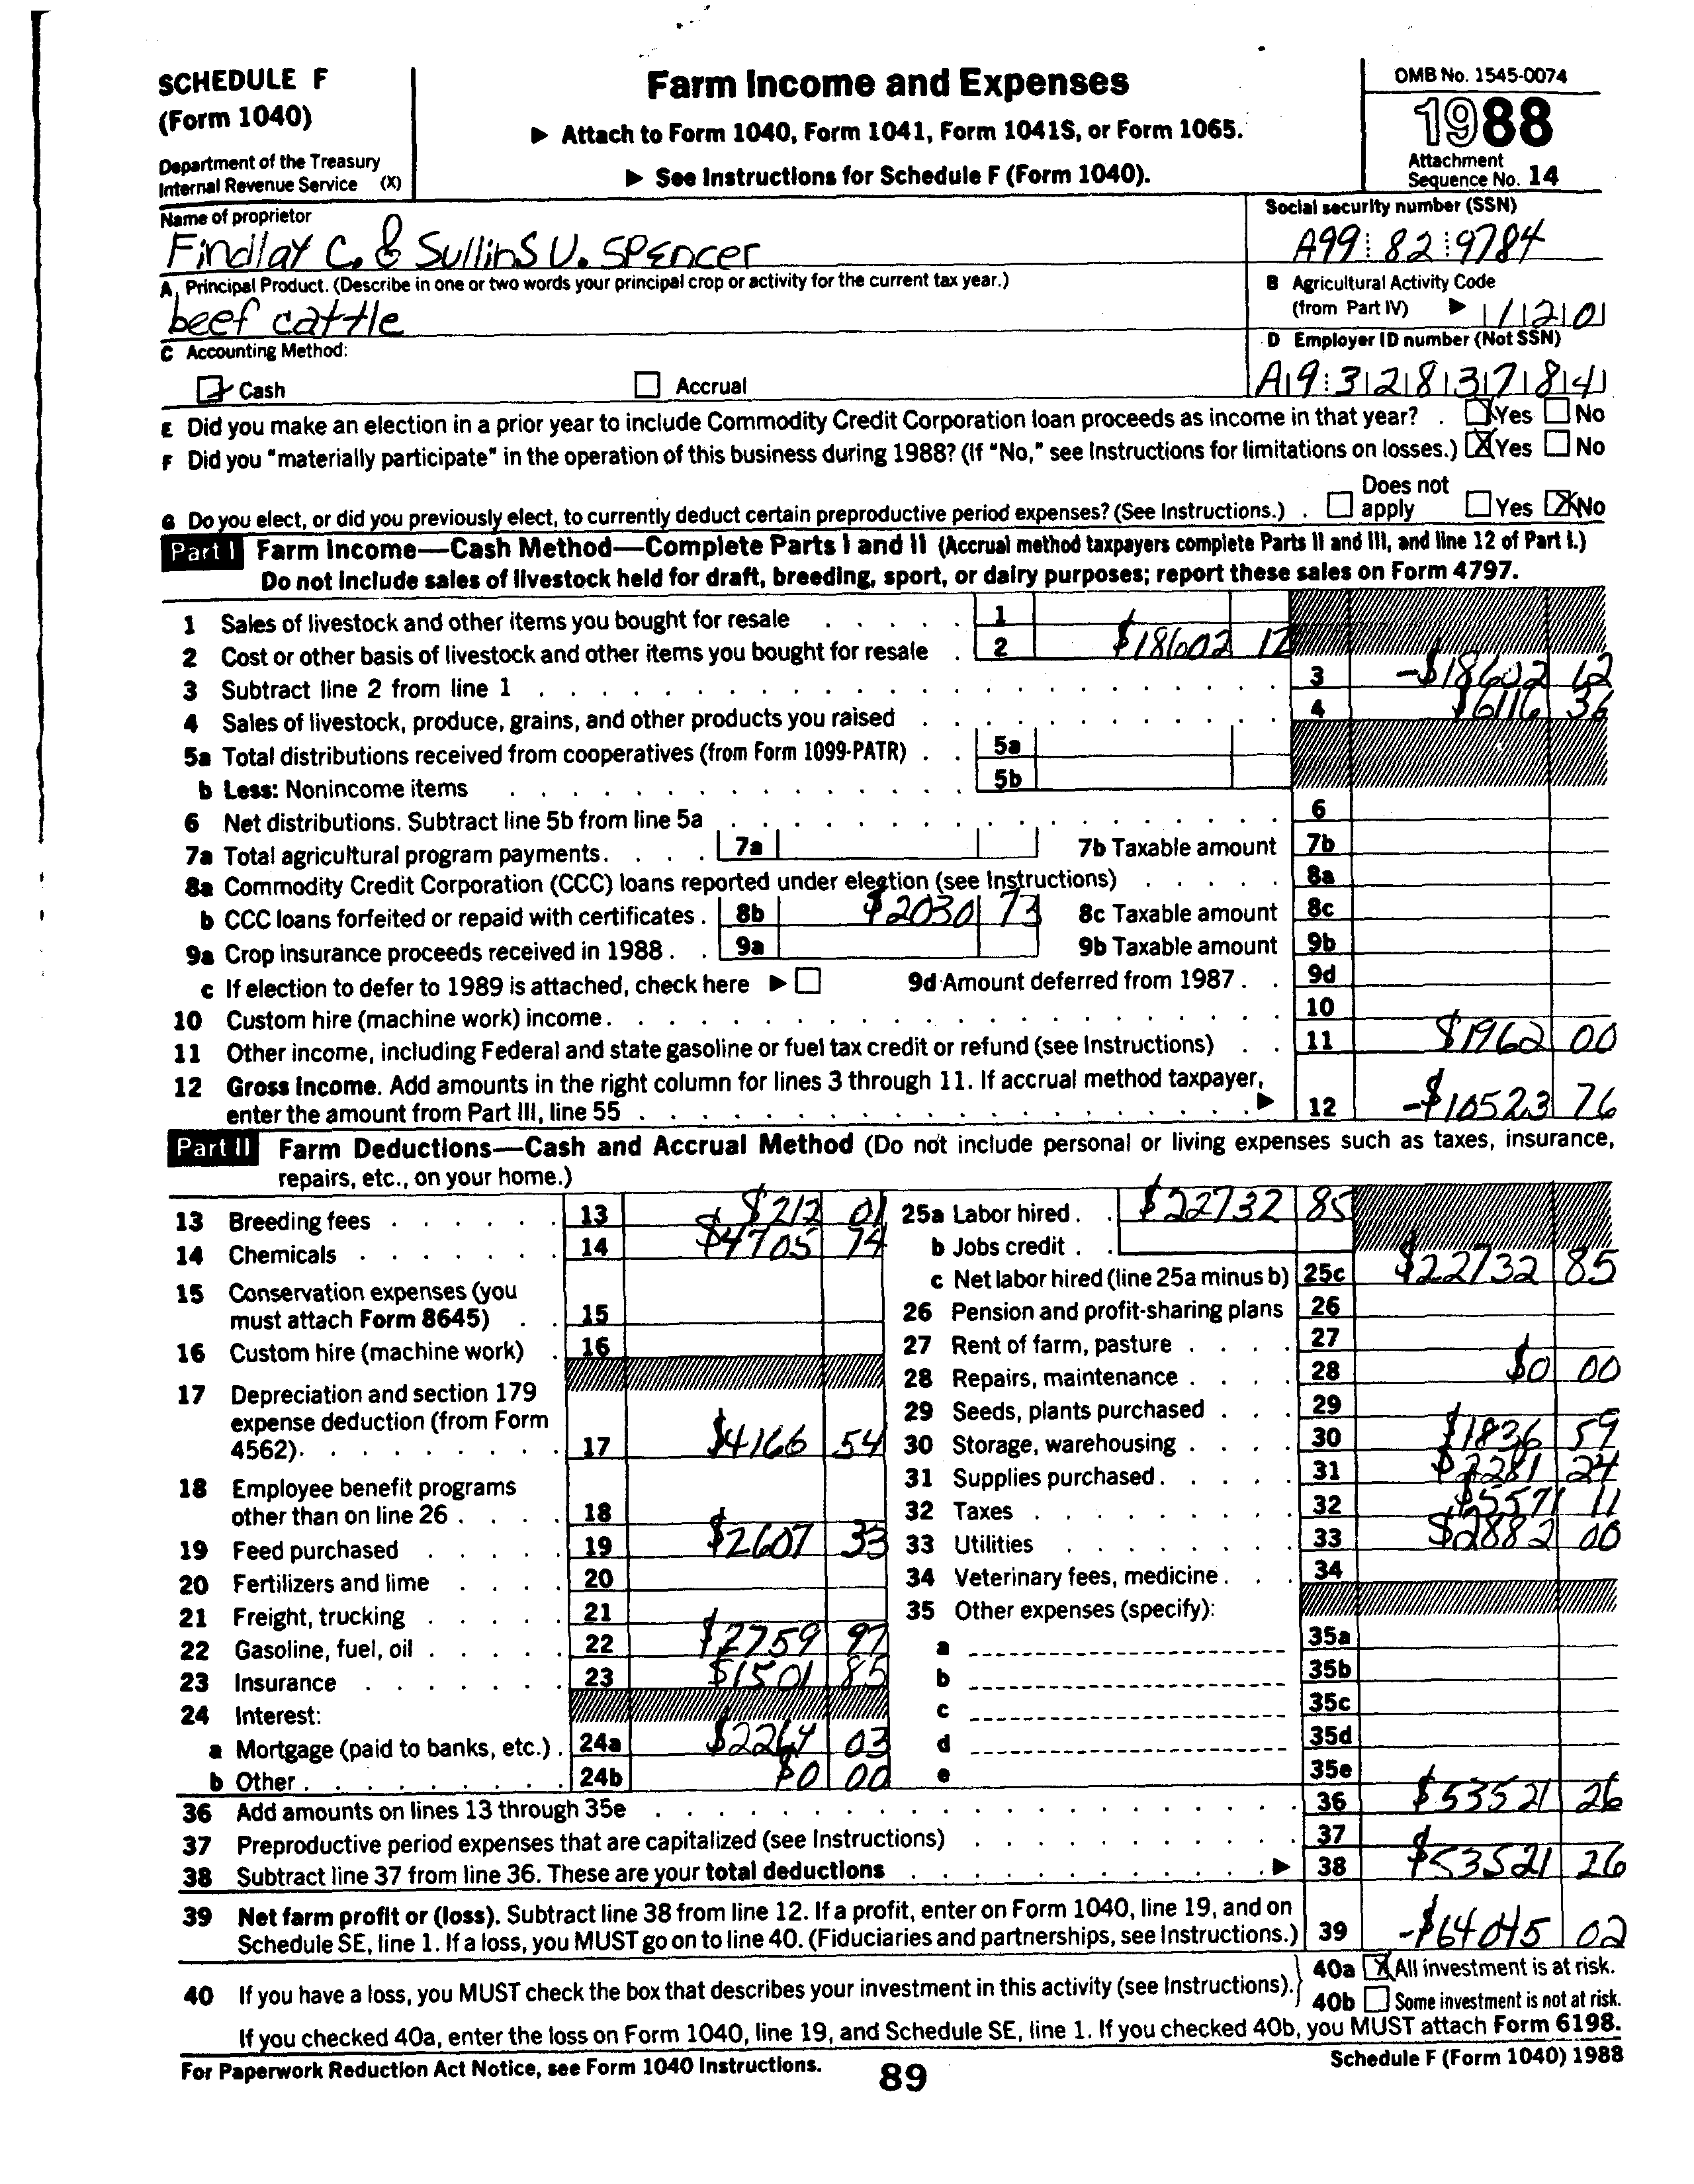 SCHEDULE F
(Form 1040)
Department of the Treasury
Internal Revenue Service (X)
Farm Income and Expenses
▶ Attach to Form 1040, Form 1041, Form 1041S, or Form 1065.
▶ See Instructions for Schedule F (Form 1040).
OMB No. 1545-0074
1988
Attachment
Sequence No. 14
Name of proprietor
Findlay C. & Sullins U. Spencer
Social security number (SSN)
A99 82 9784
A Principal Product. (Describe in one or two words your principal crop or activity for the current tax year.)
beef cattle
B Agricultural Activity Code
(from Part IV) ▶ 1 1 2 0
C Accounting Method:
Cash Accrual
D Employer ID number (Not SSN)
A9 3283784
E Did you make an election in a prior year to include Commodity Credit Corporation loan proceeds as income in that year? . Yes No
F Did you "materially participate" in the operation of this business during 1988? (If "No," see Instructions for limitations on losses.) Yes No
G Do you elect, or did you previously elect, to currently deduct certain preproductive period expenses? (See Instructions.) . Does not apply Yes No
Part I Farm Income—Cash Method—Complete Parts I and II (Accrual method taxpayers complete Parts II and III, and line 12 of Part I.)
Do not include sales of livestock held for draft, breeding, sport, or dairy purposes; report these sales on Form 4797.
1 Sales of livestock and other items you bought for resale 1
2 Cost or other basis of livestock and other items you bought for resale 2 $18602 12
3 Subtract line 2 from line 1 3 -$18602 12
4 Sales of livestock, produce, grains, and other products you raised 4 $6116 36
5a Total distributions received from cooperatives (from Form 1099-PATR) 5a
b Less: Nonincome items 5b
6 Net distributions. Subtract line 5b from line 5a 6
7a Total agricultural program payments. 7a 7b Taxable amount 7b
8a Commodity Credit Corporation (CCC) loans reported under election (see Instructions) 8a
b CCC loans forfeited or repaid with certificates . 8b $2030 73 8c Taxable amount 8c
9a Crop insurance proceeds received in 1988 . 9a 9b Taxable amount 9b
c If election to defer to 1989 is attached, check here ▶ 9d Amount deferred from 1987 . 9d
10 Custom hire (machine work) income. 10
11 Other income, including Federal and state gasoline or fuel tax credit or refund (see Instructions) 11 $1962 00
12 Gross Income. Add amounts in the right column for lines 3 through 11. If accrual method taxpayer,
enter the amount from Part III, line 55 ▶ 12 -$10523 76
Part II Farm Deductions—Cash and Accrual Method (Do not include personal or living expenses such as taxes, insurance,
repairs, etc., on your home.)
13 Breeding fees 13 $212 01
14 Chemicals 14 $4705 74
15 Conservation expenses (you
must attach Form 8645) 15
16 Custom hire (machine work) 16
17 Depreciation and section 179
expense deduction (from Form
4562). 17 $4166 54
18 Employee benefit programs
other than on line 26 . 18
19 Feed purchased 19 $2607 33
20 Fertilizers and lime 20
21 Freight, trucking 21
22 Gasoline, fuel, oil 22 $2759 97
23 Insurance 23 $1501 85
24 Interest:
a Mortgage (paid to banks, etc.) . 24a $2264 03
b Other . 24b $0 00
25a Labor hired . $22732 85
b Jobs credit .
c Net labor hired (line 25a minus b) 25c $22732 85
26 Pension and profit-sharing plans 26
27 Rent of farm, pasture 27
28 Repairs, maintenance 28 $0 00
29 Seeds, plants purchased 29
30 Storage, warehousing 30 $1836 59
31 Supplies purchased. 31 $2281 24
32 Taxes 32 $5571 11
33 Utilities 33 $2882 00
34 Veterinary fees, medicine . 34
35 Other expenses (specify):
a 35a
b 35b
c 35c
d 35d
e 35e
36 Add amounts on lines 13 through 35e 36 $53521 26
37 Preproductive period expenses that are capitalized (see Instructions) 37
38 Subtract line 37 from line 36. These are your total deductions ▶ 38 $53521 26
39 Net farm profit or (loss). Subtract line 38 from line 12. If a profit, enter on Form 1040, line 19, and on
Schedule SE, line 1. If a loss, you MUST go on to line 40. (Fiduciaries and partnerships, see Instructions.) 39 -$64045 02
40 If you have a loss, you MUST check the box that describes your investment in this activity (see Instructions).
40a All investment is at risk.
40b Some investment is not at risk.
If you checked 40a, enter the loss on Form 1040, line 19, and Schedule SE, line 1. If you checked 40b, you MUST attach Form 6198.
For Paperwork Reduction Act Notice, see Form 1040 Instructions.
89
Schedule F (Form 1040) 1988